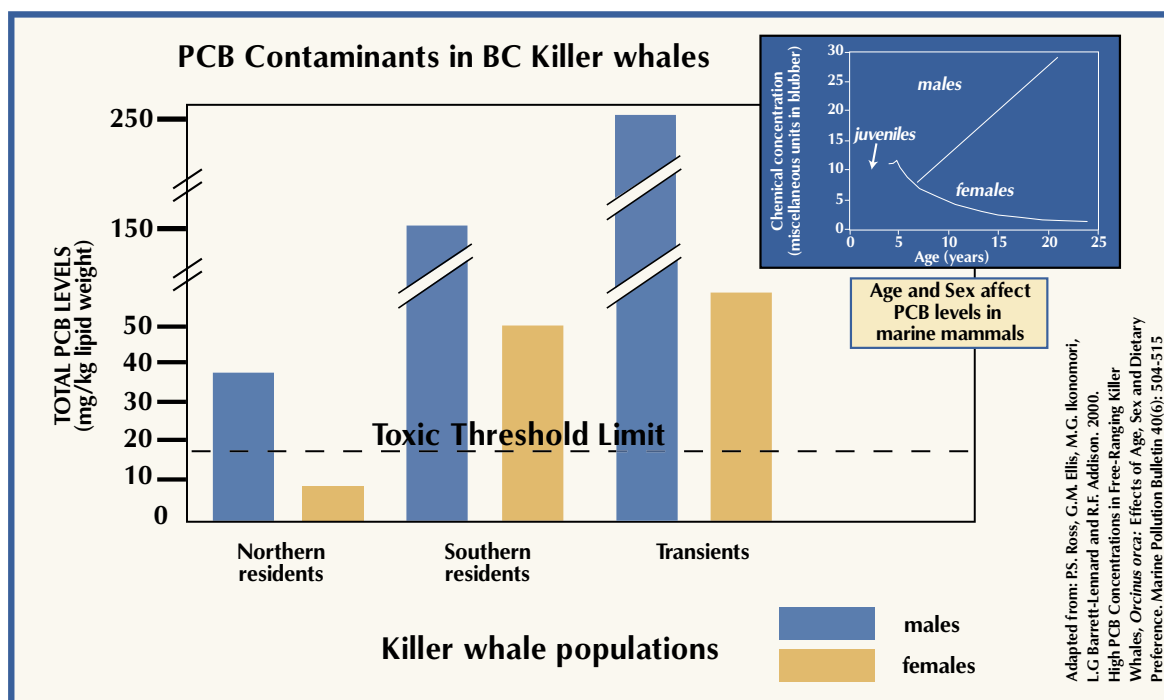 PCB Contaminants in BC Killer whales
TOTAL PCB LEVELS
(mg/kg lipid weight)
250
150
50
40
30
20
10
0
Toxic Threshold Limit
Northern
residents
Southern
residents
Transients
Killer whale populations
males
females
Chemical concentration
(miscellaneous units in blubber)
30
25
20
15
10
5
0
males
juveniles
females
0
5
10
15
20
25
Age (years)
Age and Sex affect
PCB levels in
marine mammals
Adapted from: P.S. Ross, G.M. Ellis, M.G. Ikonomori,
L.G Barrett-Lennard and R.F. Addison. 2000.
High PCB Concentrations in Free-Ranging Killer
Whales, Orcinus orca: Effects of Age, Sex and Dietary
Preference. Marine Pollution Bulletin 40(6): 504-515